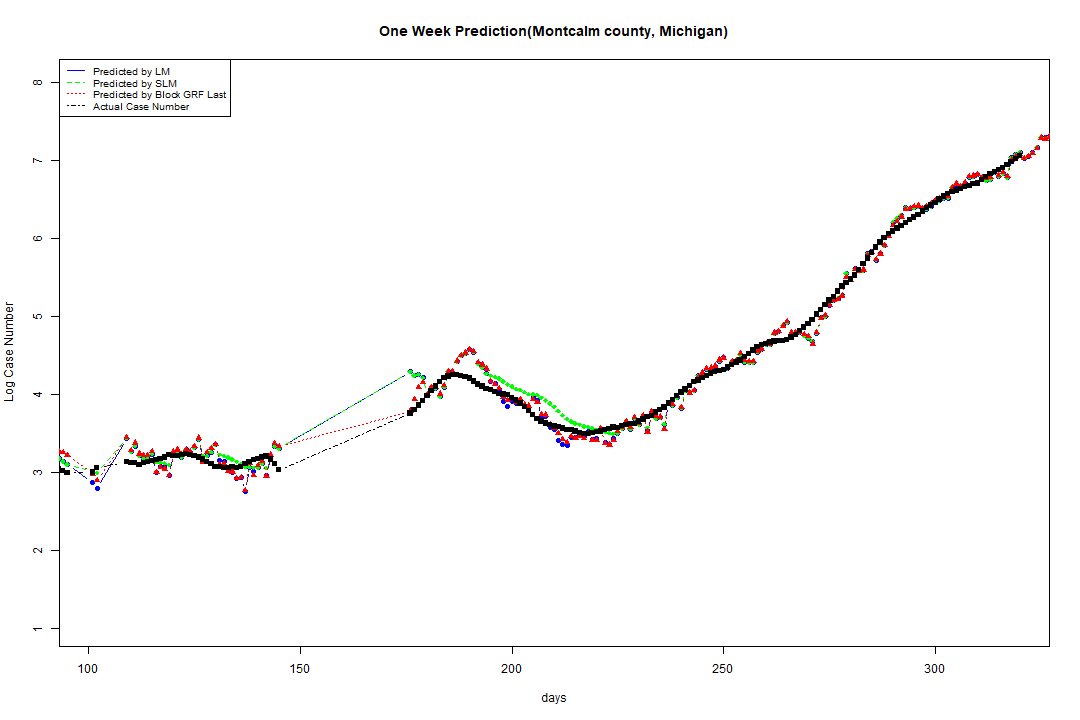 One Week Prediction(Montcalm county, Michigan)
Predicted by LM
Predicted by SLM
Predicted by Block GRF Last
Actual Case Number
8
7
6
5
4
3
2
1
Log Case Number
100 150 200 250 300
days